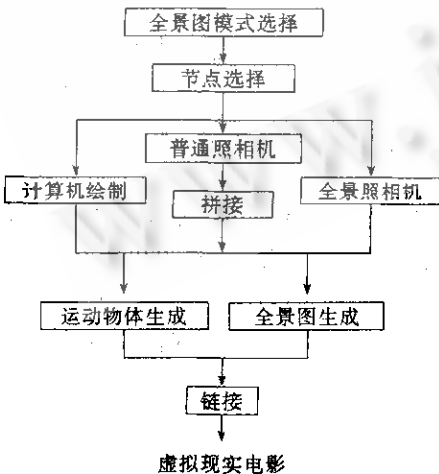 全景图模式选择
节点选择
普通照相机
计算机绘制
拼接
全景照相机
运动物体生成
全景图生成
链接
虚拟现实电影